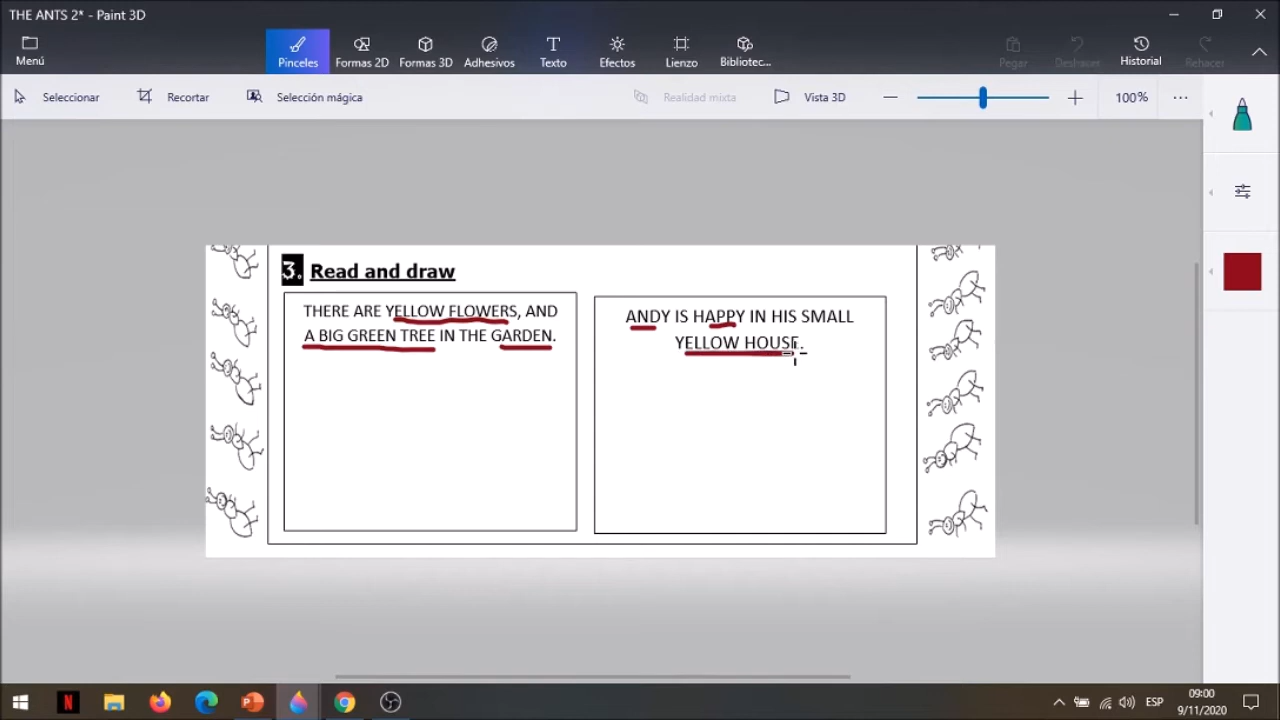 THE ANTS 2* - Paint 3D
Menú
Pinceles
Formas 2D
Formas 3D
Adhesivos
Texto
Efectos
Lienzo
Bibliotec...
Pegar
Deshacer
Historial
Rehacer
Seleccionar
Recortar
Selección mágica
Realidad mixta
Vista 3D
100%
3. Read and draw
THERE ARE YELLOW FLOWERS, AND
A BIG GREEN TREE IN THE GARDEN.
ANDY IS HAPPY IN HIS SMALL
YELLOW HOUSE.
ESP
09:00
9/11/2020